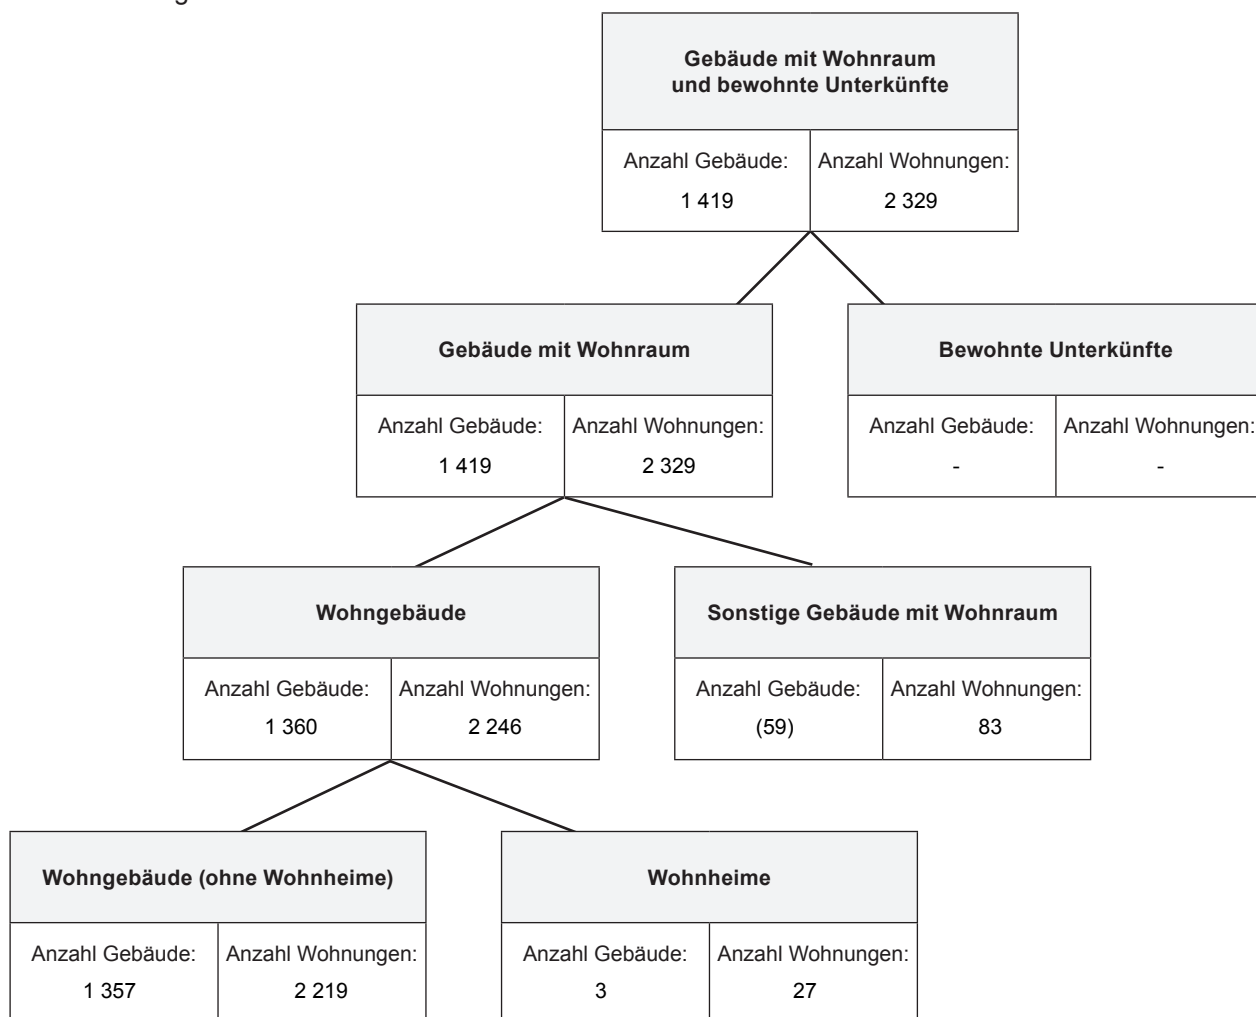 Gebäude mit Wohnraum
und bewohnte Unterkünfte
Anzahl Gebäude: Anzahl Wohnungen:
1 419 2 329
Gebäude mit Wohnraum
Anzahl Gebäude: Anzahl Wohnungen:
1 419 2 329
Bewohnte Unterkünfte
Anzahl Gebäude: Anzahl Wohnungen:
- -
Wohngebäude
Anzahl Gebäude: Anzahl Wohnungen:
1 360 2 246
Sonstige Gebäude mit Wohnraum
Anzahl Gebäude: Anzahl Wohnungen:
(59) 83
Wohngebäude (ohne Wohnheime)
Anzahl Gebäude: Anzahl Wohnungen:
1 357 2 219
Wohnheime
Anzahl Gebäude: Anzahl Wohnungen:
3 27